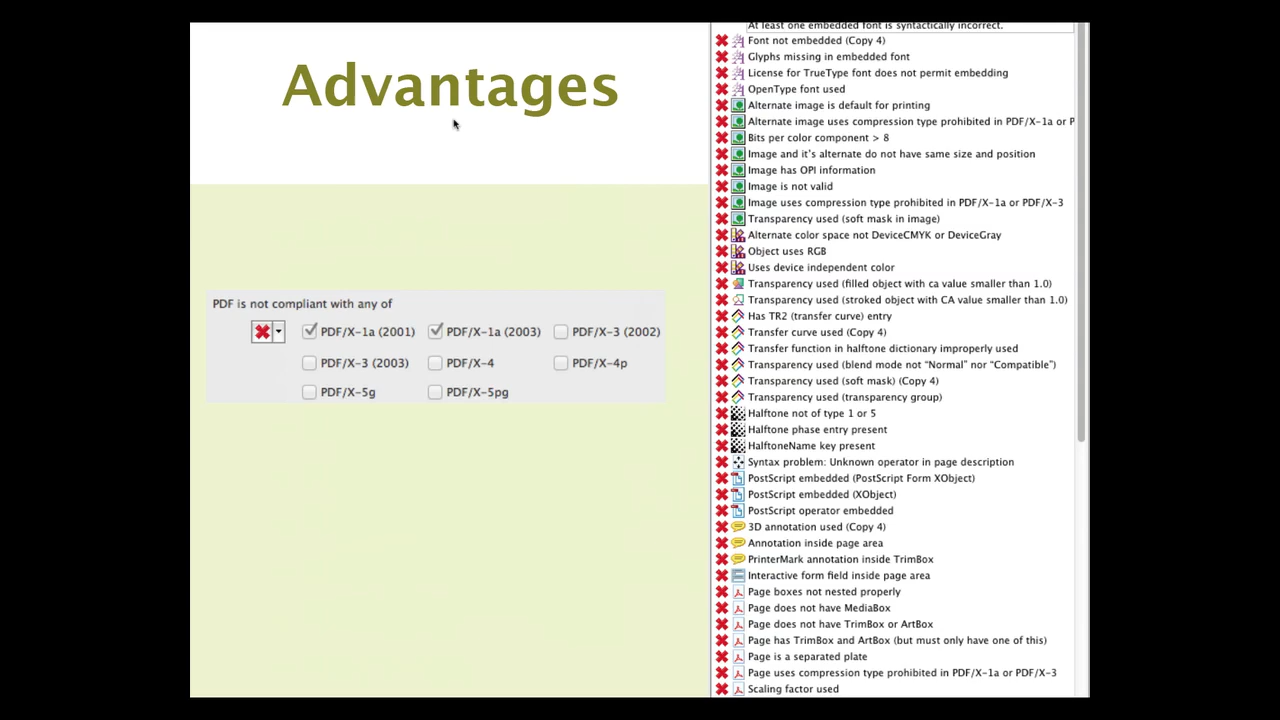 Advantages
PDF is not compliant with any of
PDF/X-1a (2001) PDF/X-1a (2003) PDF/X-3 (2002)
PDF/X-3 (2003) PDF/X-4 PDF/X-4p
PDF/X-5g PDF/X-5pg
At least one embedded font is syntactically incorrect.
Font not embedded (Copy 4)
Glyphs missing in embedded font
License for TrueType font does not permit embedding
OpenType font used
Alternate image is default for printing
Alternate image uses compression type prohibited in PDF/X-1a or P
Bits per color component > 8
Image and it's alternate do not have same size and position
Image has OPI information
Image is not valid
Image uses compression type prohibited in PDF/X-1a or PDF/X-3
Transparency used (soft mask in image)
Alternate color space not DeviceCMYK or DeviceGray
Object uses RGB
Uses device independent color
Transparency used (filled object with ca value smaller than 1.0)
Transparency used (stroked object with CA value smaller than 1.0)
Has TR2 (transfer curve) entry
Transfer curve used (Copy 4)
Transfer function in halftone dictionary improperly used
Transparency used (blend mode not “Normal” nor “Compatible”)
Transparency used (soft mask) (Copy 4)
Transparency used (transparency group)
Halftone not of type 1 or 5
Halftone phase entry present
HalftoneName key present
Syntax problem: Unknown operator in page description
PostScript embedded (PostScript Form XObject)
PostScript embedded (XObject)
PostScript operator embedded
3D annotation used (Copy 4)
Annotation inside page area
PrinterMark annotation inside TrimBox
Interactive form field inside page area
Page boxes not nested properly
Page does not have MediaBox
Page does not have TrimBox or ArtBox
Page has TrimBox and ArtBox (but must only have one of this)
Page is a separated plate
Page uses compression type prohibited in PDF/X-1a or PDF/X-3
Scaling factor used